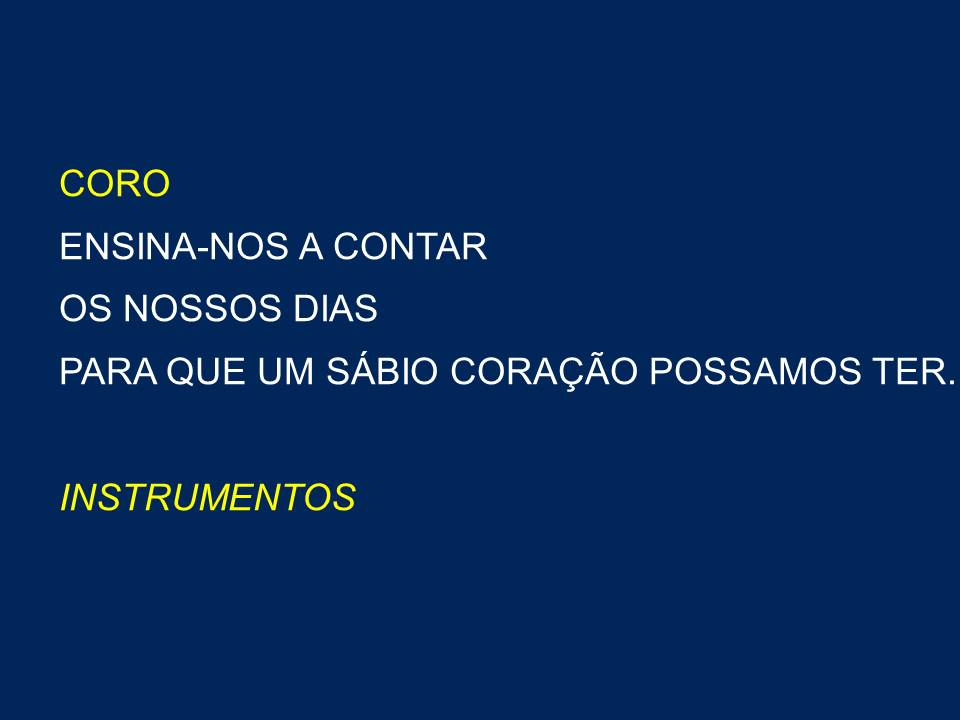 CORO
ENSINA-NOS A CONTAR
OS NOSSOS DIAS
PARA QUE UM SÁBIO CORAÇÃO POSSAMOS TER.
INSTRUMENTOS